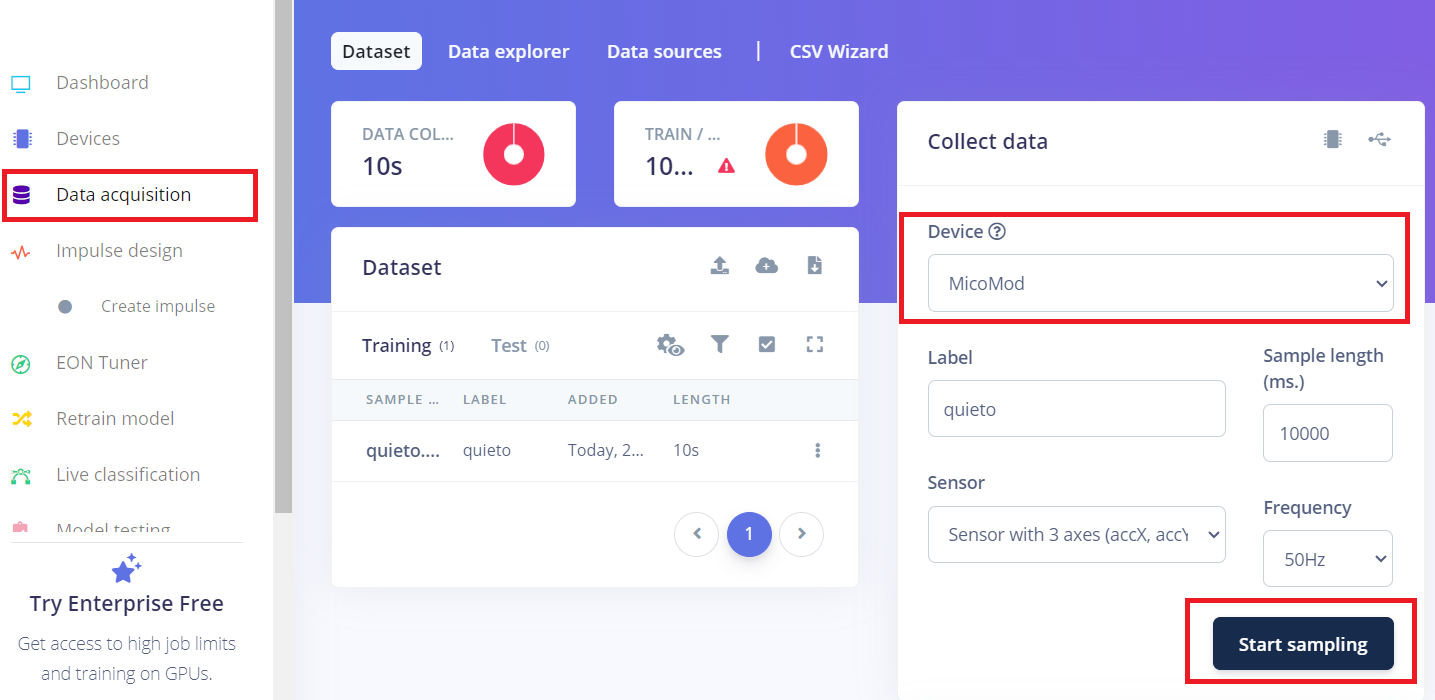 Dashboard
Devices
Data acquisition
Impulse design
Create impulse
EON Tuner
Retrain model
Live classification
Model testing
Try Enterprise Free
Get access to high job limits
and training on GPUs.
Dataset Data explorer Data sources | CSV Wizard
DATA COL...
10s
TRAIN / ...
10...
Dataset
Training (1) Test (0)
SAMPLE ... LABEL ADDED LENGTH
quieto.... quieto Today, 2... 10s
1
Collect data
Device ?
MicoMod
Label
quieto
Sample length
(ms.)
10000
Sensor
Sensor with 3 axes (accX, accY
Frequency
50Hz
Start sampling